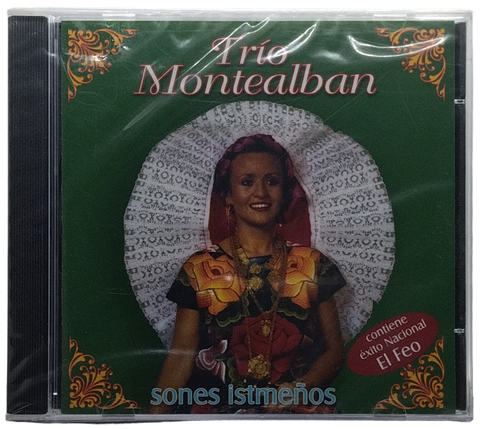 Trío
Montealban
contiene
éxito Nacional
El Feo
sones istmeños